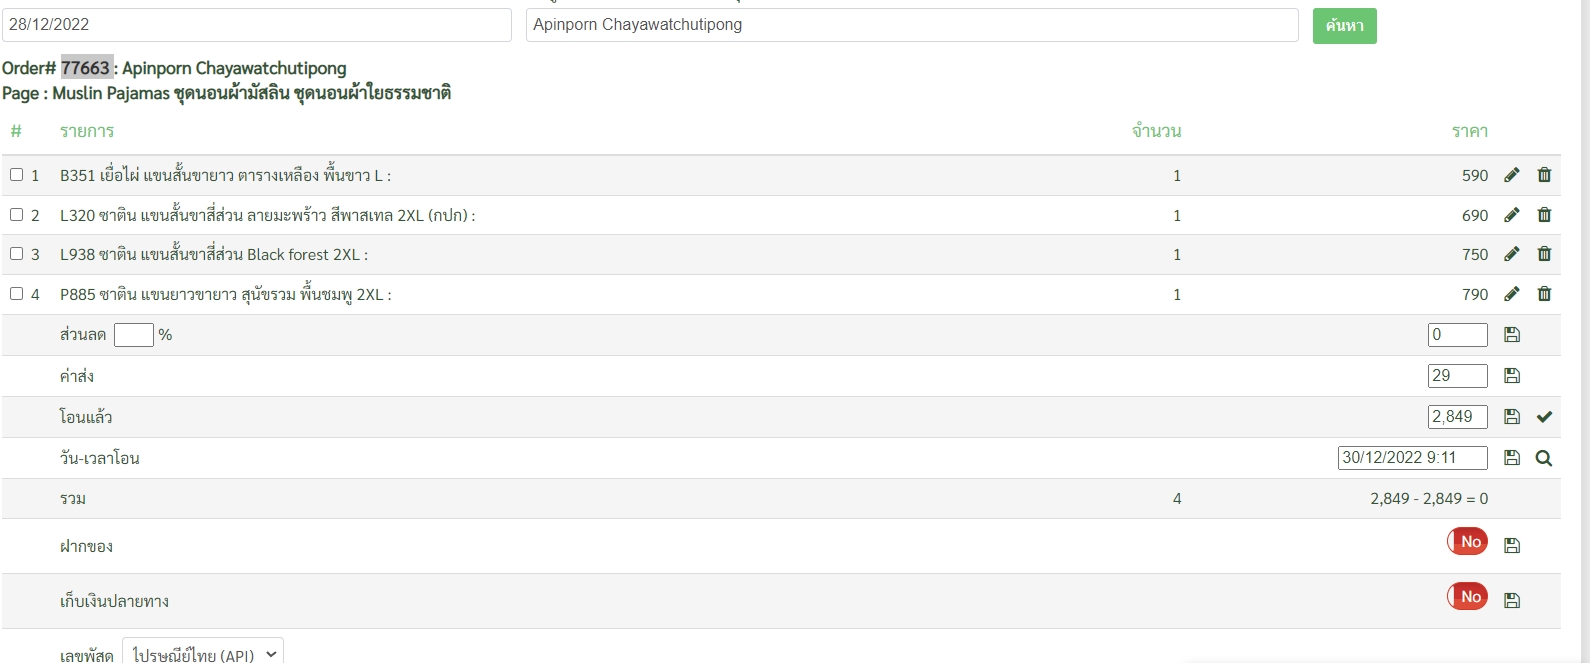 28/12/2022 Apinporn Chayawatchutipong ค้นหา
Order# 77663 : Apinporn Chayawatchutipong
Page : Muslin Pajamas ชุดนอนผ้ามัสลิน ชุดนอนผ้าใยธรรมชาติ
# รายการ จำนวน ราคา
1 B351 เยื่อไผ่ แขนสั้นขายาว ตารางเหลือง พื้นขาว L : 1 590
2 L320 ซาติน แขนสั้นขาสี่ส่วน ลายมะพร้าว สีพาสเทล 2XL (กปก) : 1 690
3 L938 ซาติน แขนสั้นขาสี่ส่วน Black forest 2XL : 1 750
4 P885 ซาติน แขนยาวขายาว สุนัขรวม พื้นชมพู 2XL : 1 790
ส่วนลด % 0
ค่าส่ง 29
โอนแล้ว 2,849
วัน-เวลาโอน 30/12/2022 9:11
รวม 4 2,849 - 2,849 = 0
ฝากของ No
เก็บเงินปลายทาง No
เลขพัสดุ ไปรษณีย์ไทย (API)